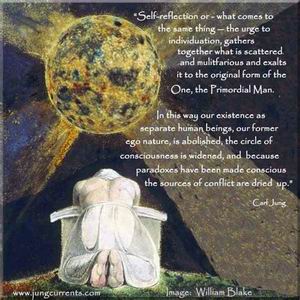 "Self-reflection or - what comes to
the same thing — the urge to
individuation, gathers
together what is scattered
and mulitfarious and exalts
it to the original form of the
One, the Primordial Man.
In this way our existence as
separate human beings, our former
ego nature, is abolished, the circle of
consciousness is widened, and because
paradoxes have been made conscious
the sources of conflict are dried up."
Carl Jung
www.jungcurrents.com Image: William Blake